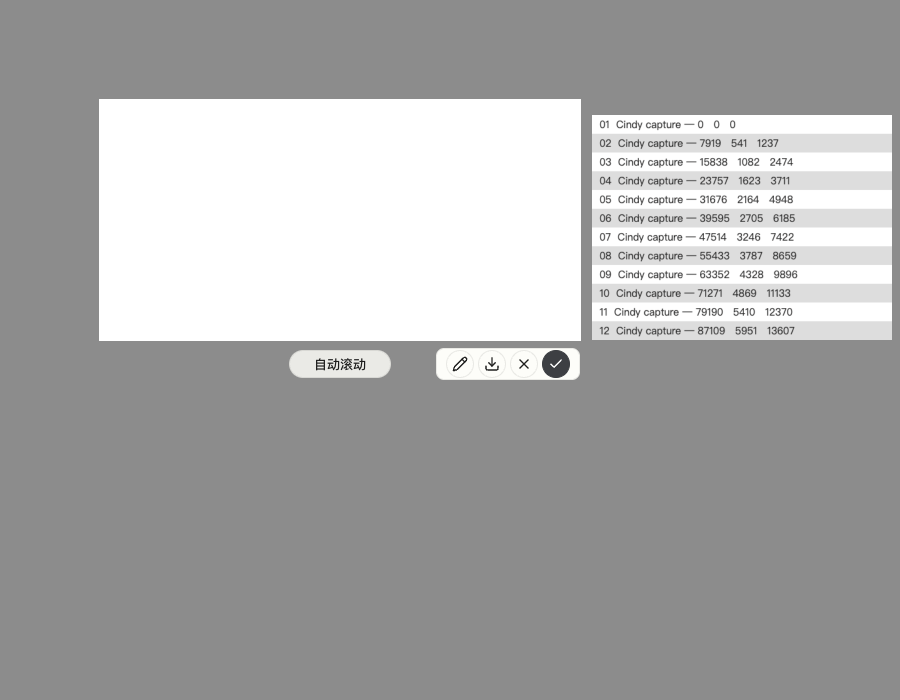 01 Cindy capture — 0 0 0
02 Cindy capture — 7919 541 1237
03 Cindy capture — 15838 1082 2474
04 Cindy capture — 23757 1623 3711
05 Cindy capture — 31676 2164 4948
06 Cindy capture — 39595 2705 6185
07 Cindy capture — 47514 3246 7422
08 Cindy capture — 55433 3787 8659
09 Cindy capture — 63352 4328 9896
10 Cindy capture — 71271 4869 11133
11 Cindy capture — 79190 5410 12370
12 Cindy capture — 87109 5951 13607
自动滚动